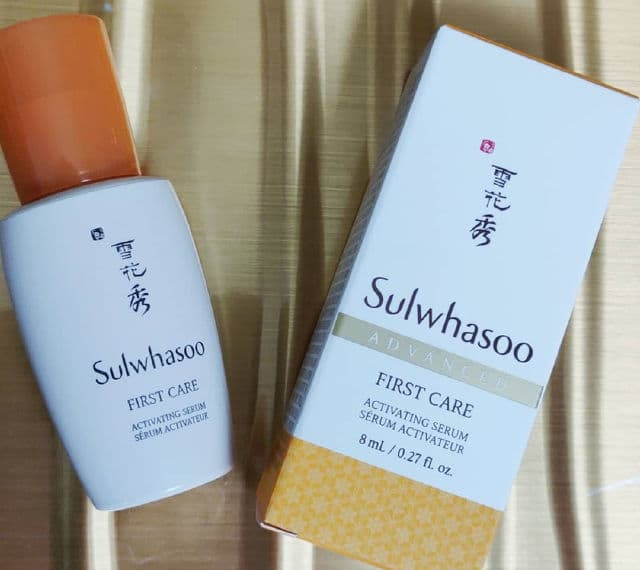 雪花秀
Sulwhasoo
FIRST CARE
ACTIVATING SERUM
SÉRUM ACTIVATEUR
雪花秀
Sulwhasoo
ADVANCED
FIRST CARE
ACTIVATING SERUM
SÉRUM ACTIVATEUR
8 mL / 0.27 fl. oz.